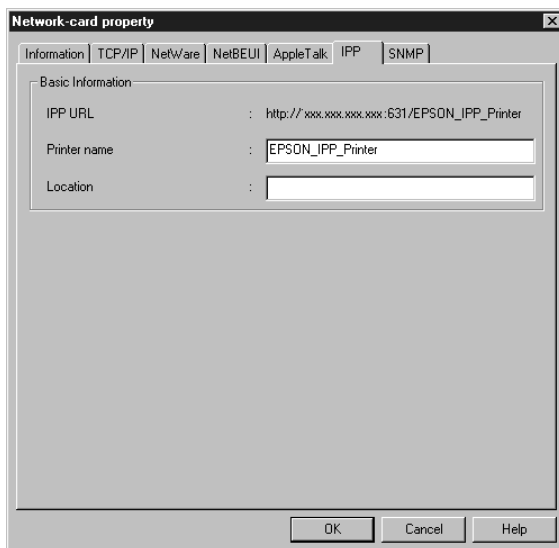 Network-card property
Information TCP/IP NetWare NetBEUI AppleTalk IPP SNMP
Basic Information
IPP URL : http://`xxx.xxx.xxx.xxx:631/EPSON_IPP_Printer
Printer name : EPSON_IPP_Printer
Location :
OK Cancel Help